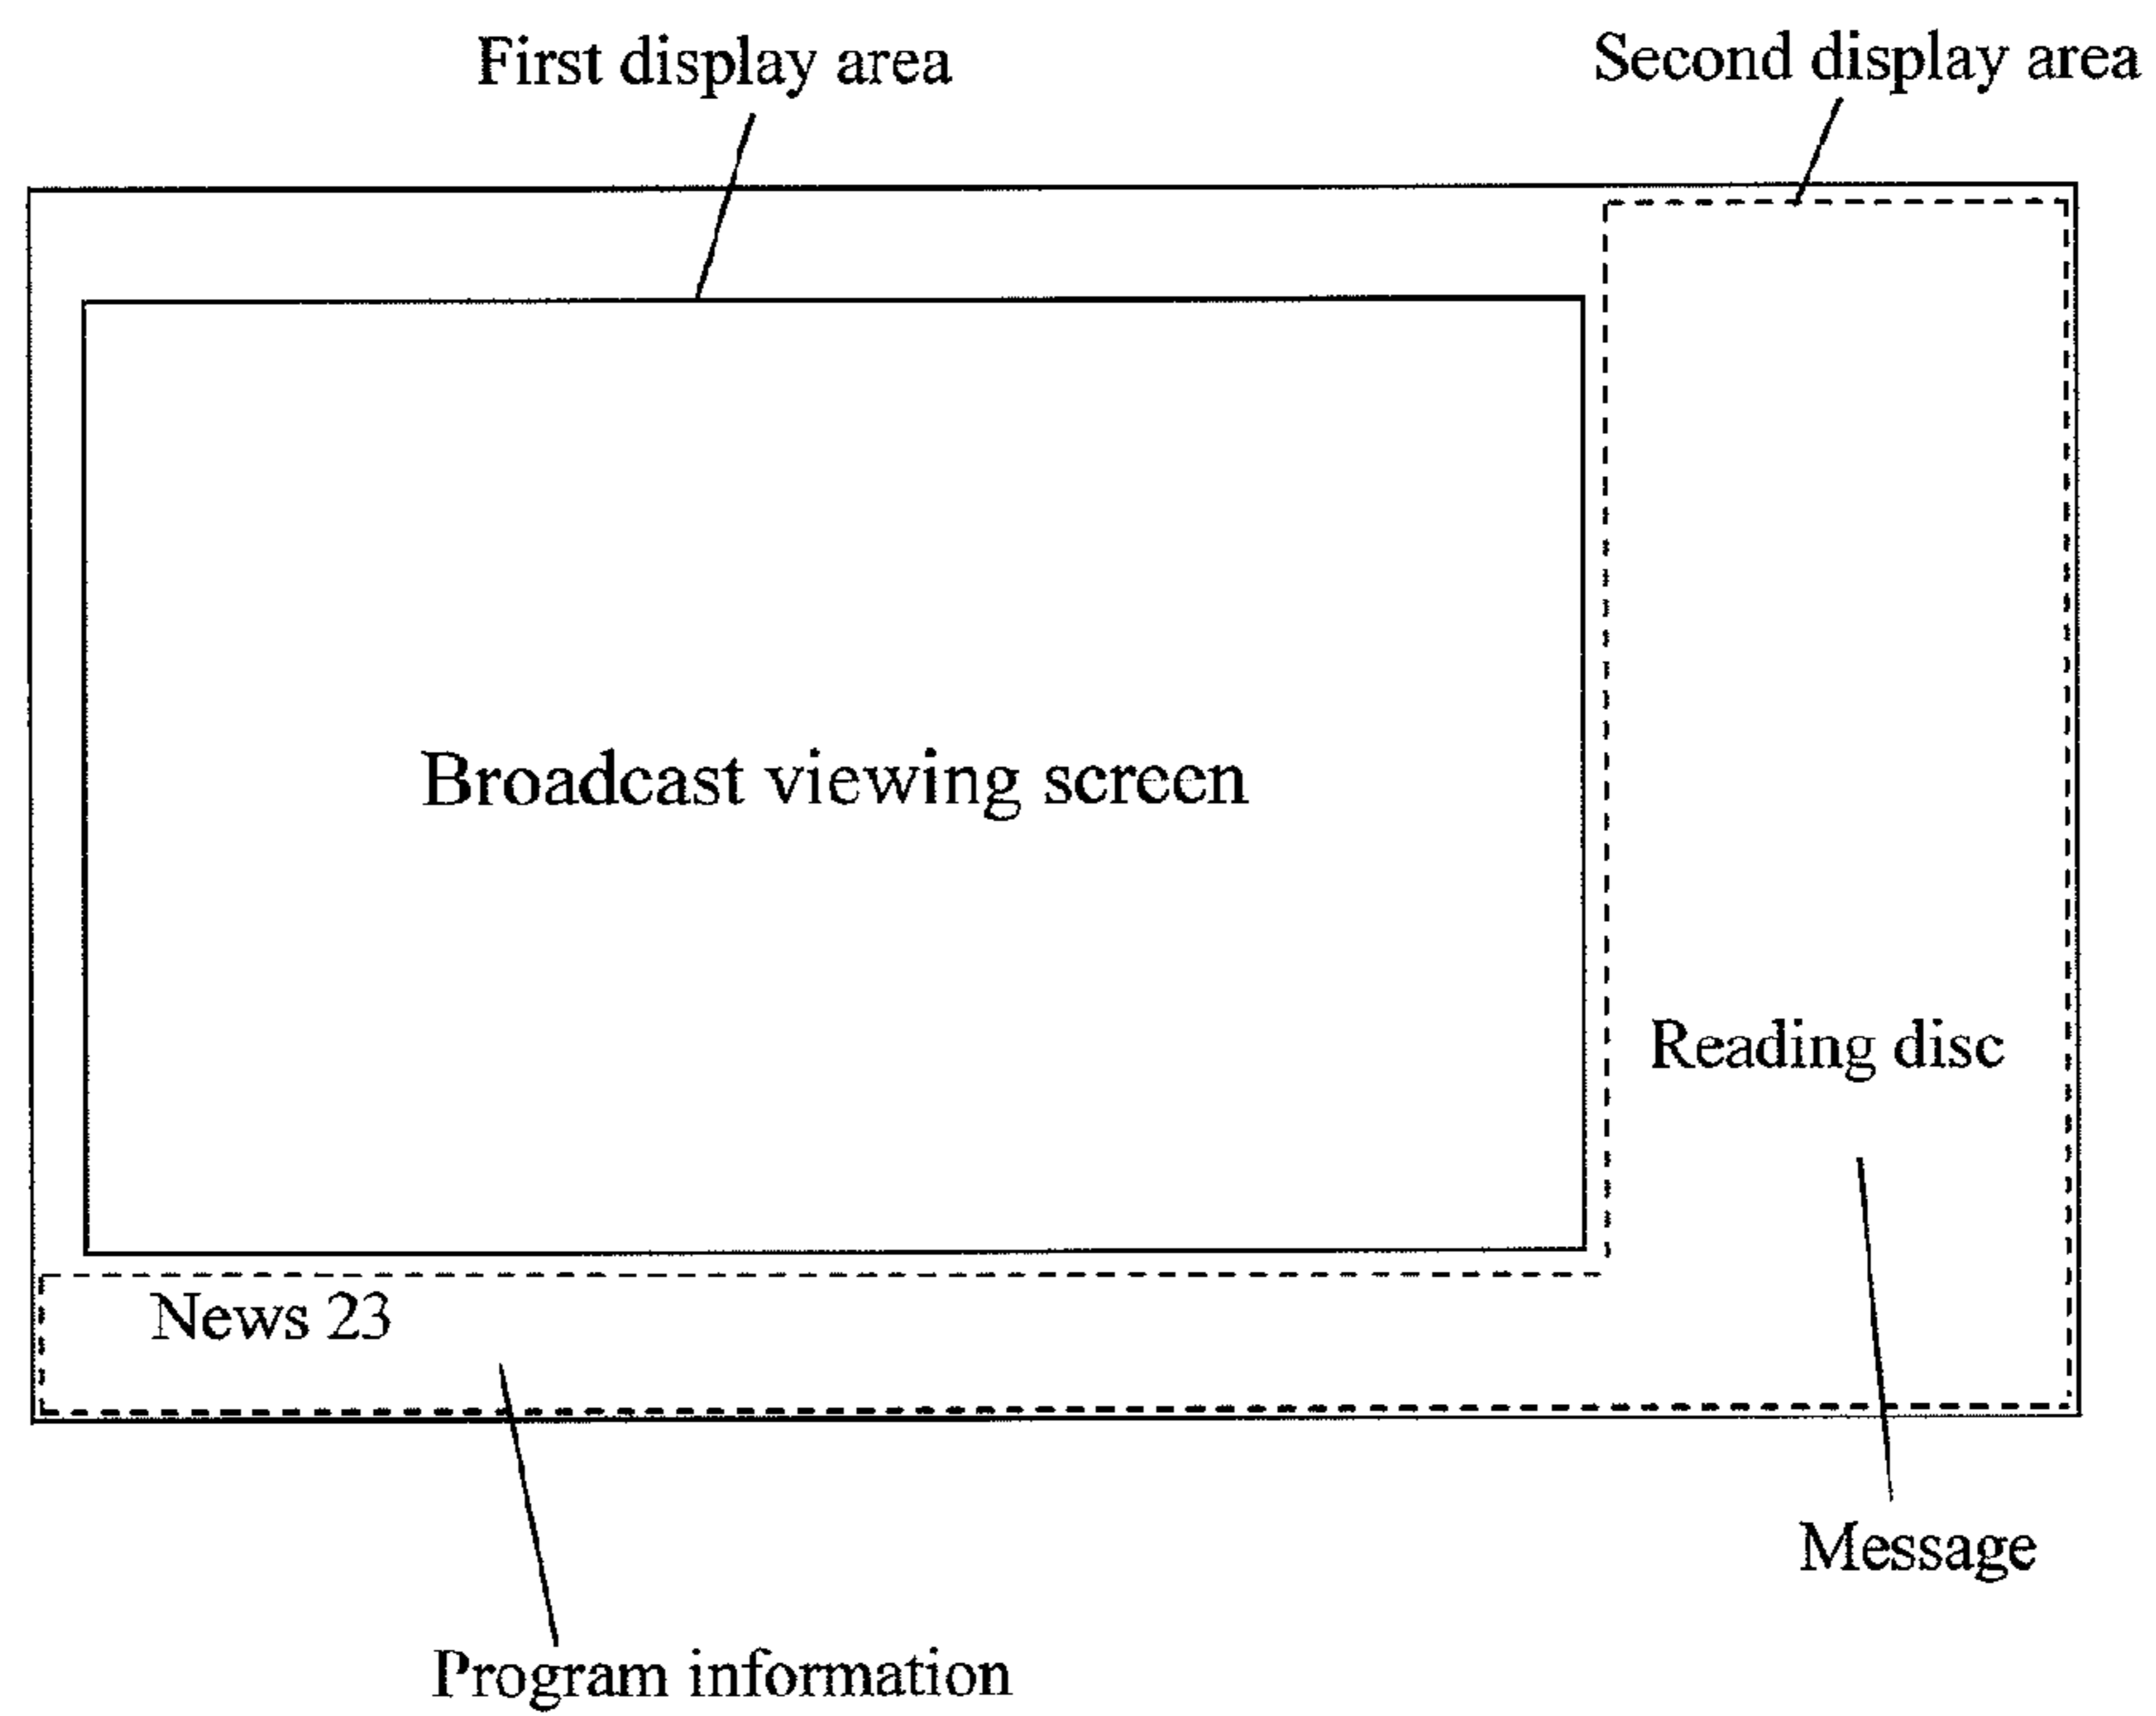 First display area
Second display area
Broadcast viewing screen
Reading disc
News 23
Message
Program information